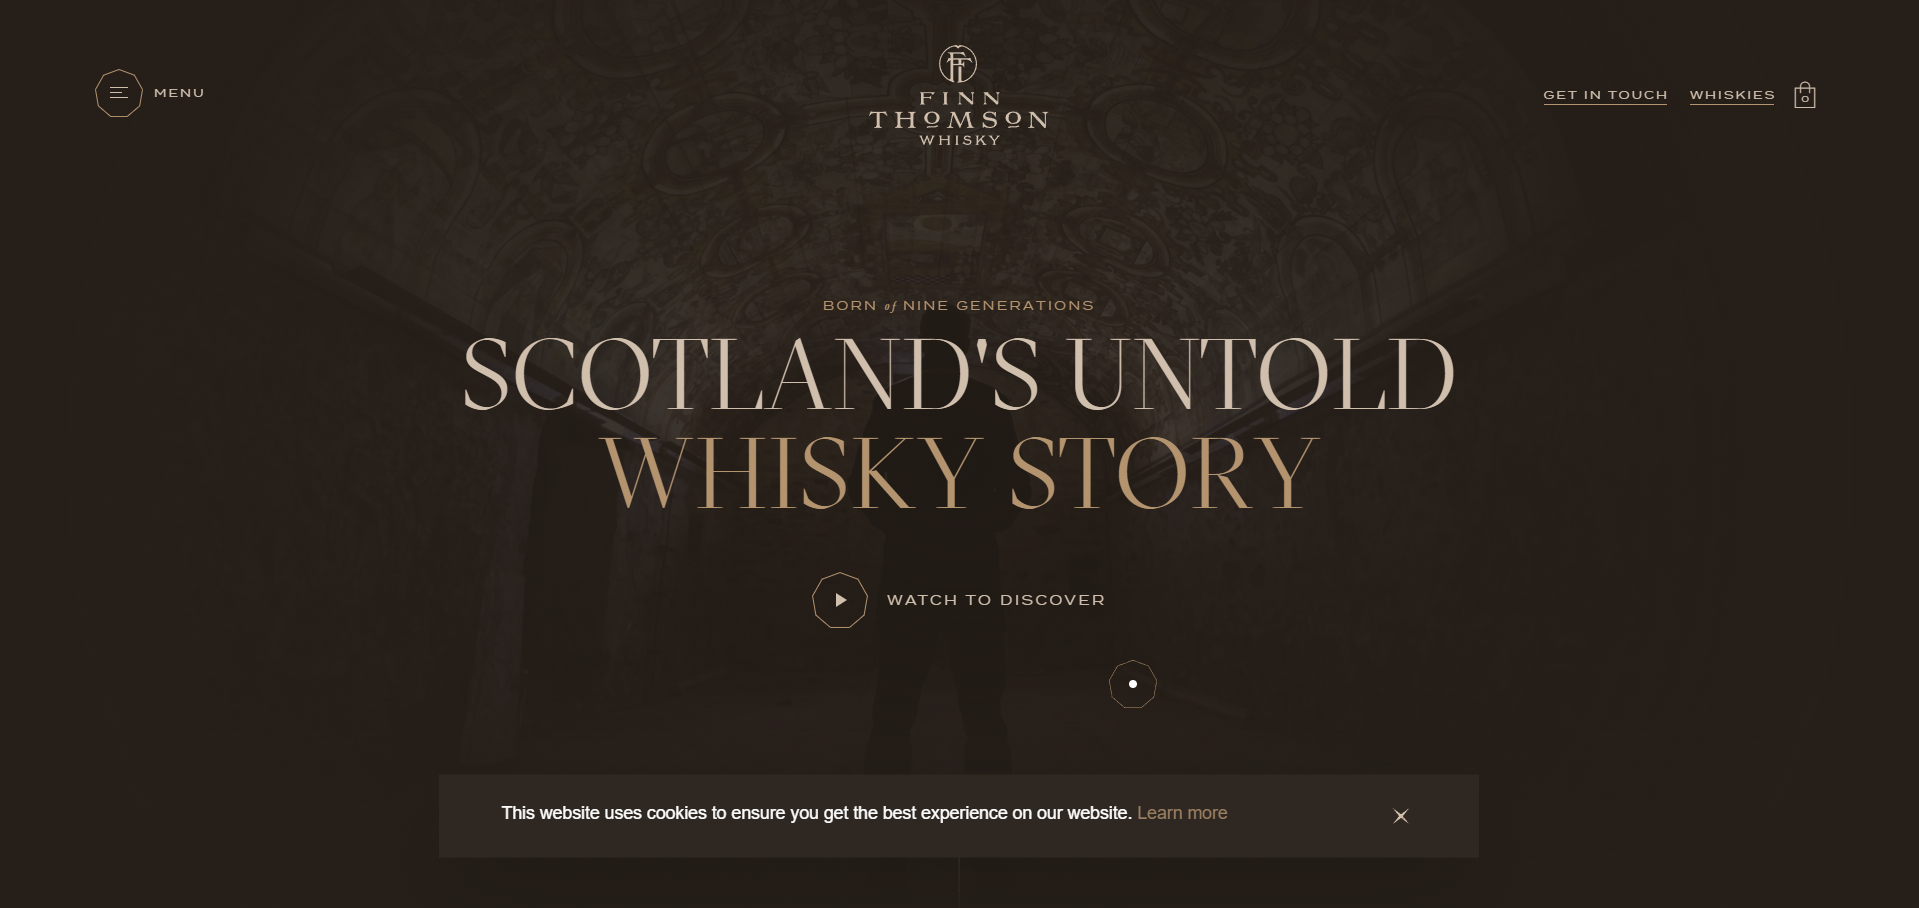 MENU
FINN
THOMSON
WHISKY
GET IN TOUCH
WHISKIES
0
BORN of NINE GENERATIONS
SCOTLAND'S UNTOLD
WHISKY STORY
WATCH TO DISCOVER
This website uses cookies to ensure you get the best experience on our website. Learn more